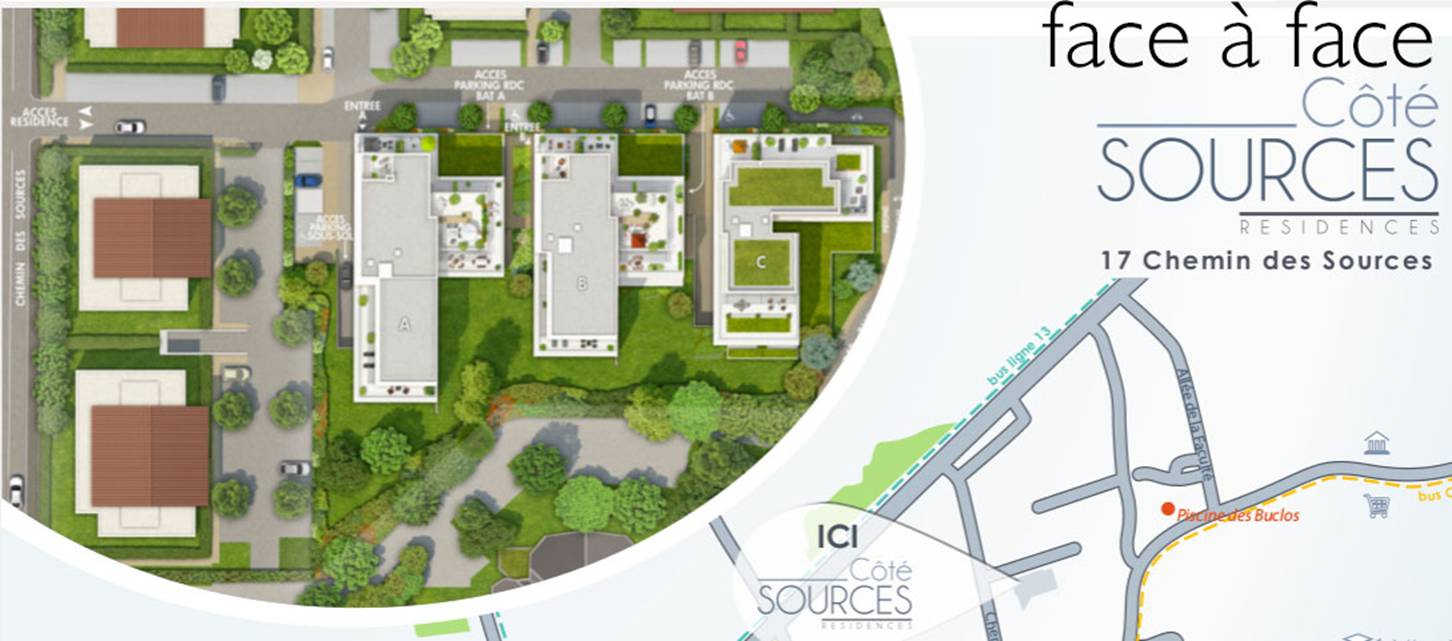 face à face
Côté
SOURCES
RESIDENCES
17 Chemin des Sources
ACCES
RESIDENCE
ENTREE
A
ACCES
PARKING RDC
BAT A
ENTREE
ACCES
PARKING RDC
BAT B
CHEMIN DES SOURCES
ACCES
PARKING
SOUS-SOL
A
B
C
bus ligne 13
Allée de la Faculté
Piscine des Buclos
bus C
ICI
Côté
SOURCES
RESIDENCES
Che